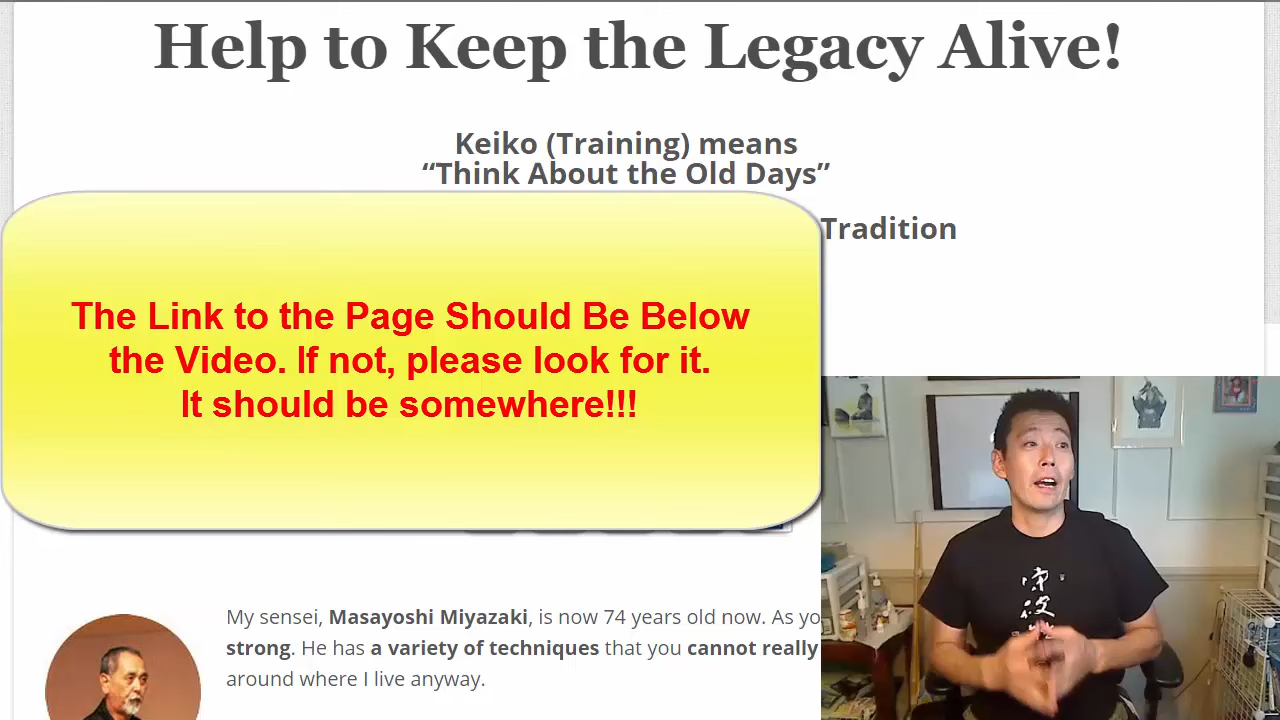 Help to Keep the Legacy Alive!
Keiko (Training) means
“Think About the Old Days”
Tradition
The Link to the Page Should Be Below
the Video. If not, please look for it.
It should be somewhere!!!
My sensei, Masayoshi Miyazaki, is now 74 years old now. As yo
strong. He has a variety of techniques that you cannot really
around where I live anyway.
守
破